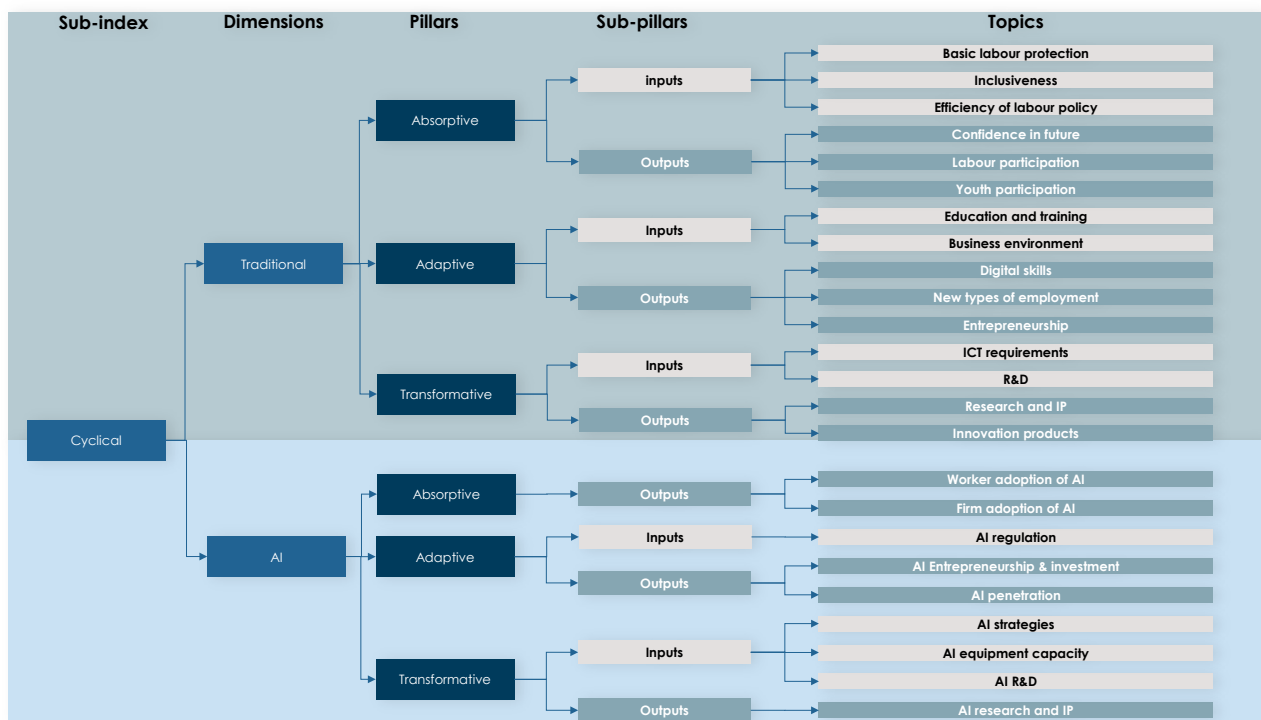 Sub-index
Dimensions
Pillars
Sub-pillars
Topics
Cyclical
Traditional
Absorptive
inputs
Basic labour protection
Inclusiveness
Efficiency of labour policy
Outputs
Confidence in future
Labour participation
Youth participation
Adaptive
Inputs
Education and training
Business environment
Outputs
Digital skills
New types of employment
Entrepreneurship
Transformative
Inputs
ICT requirements
R&D
Outputs
Research and IP
Innovation products
AI
Absorptive
Outputs
Worker adoption of AI
Firm adoption of AI
Adaptive
Inputs
AI regulation
Outputs
AI Entrepreneurship & investment
AI penetration
Transformative
Inputs
AI strategies
AI equipment capacity
AI R&D
Outputs
AI research and IP